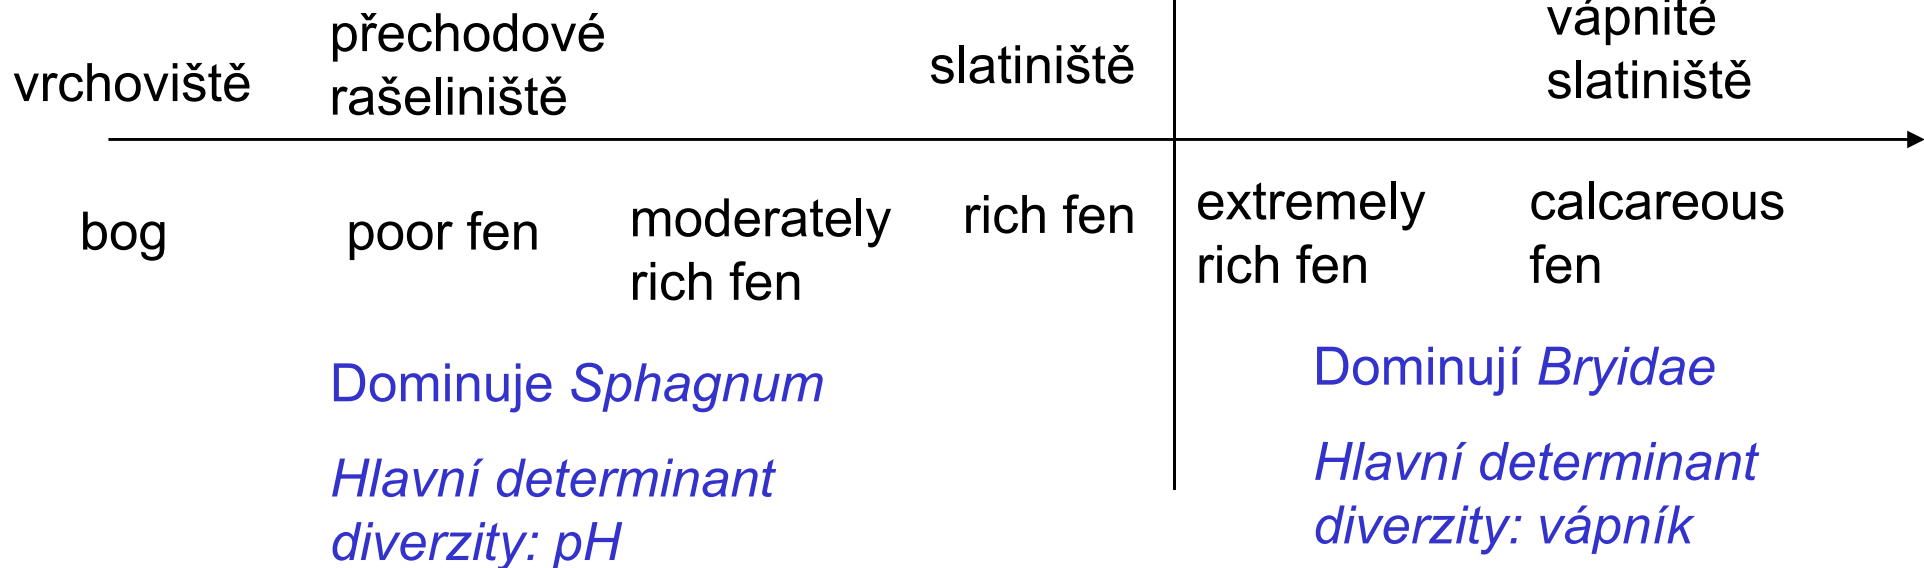 vrchoviště
přechodové
rašeliniště
slatiniště
vápnité
slatiniště
bog
poor fen
moderately
rich fen
rich fen
extremely
rich fen
calcareous
fen
Dominuje Sphagnum
Hlavní determinant
diverzity: pH
Dominují Bryidae
Hlavní determinant
diverzity: vápník